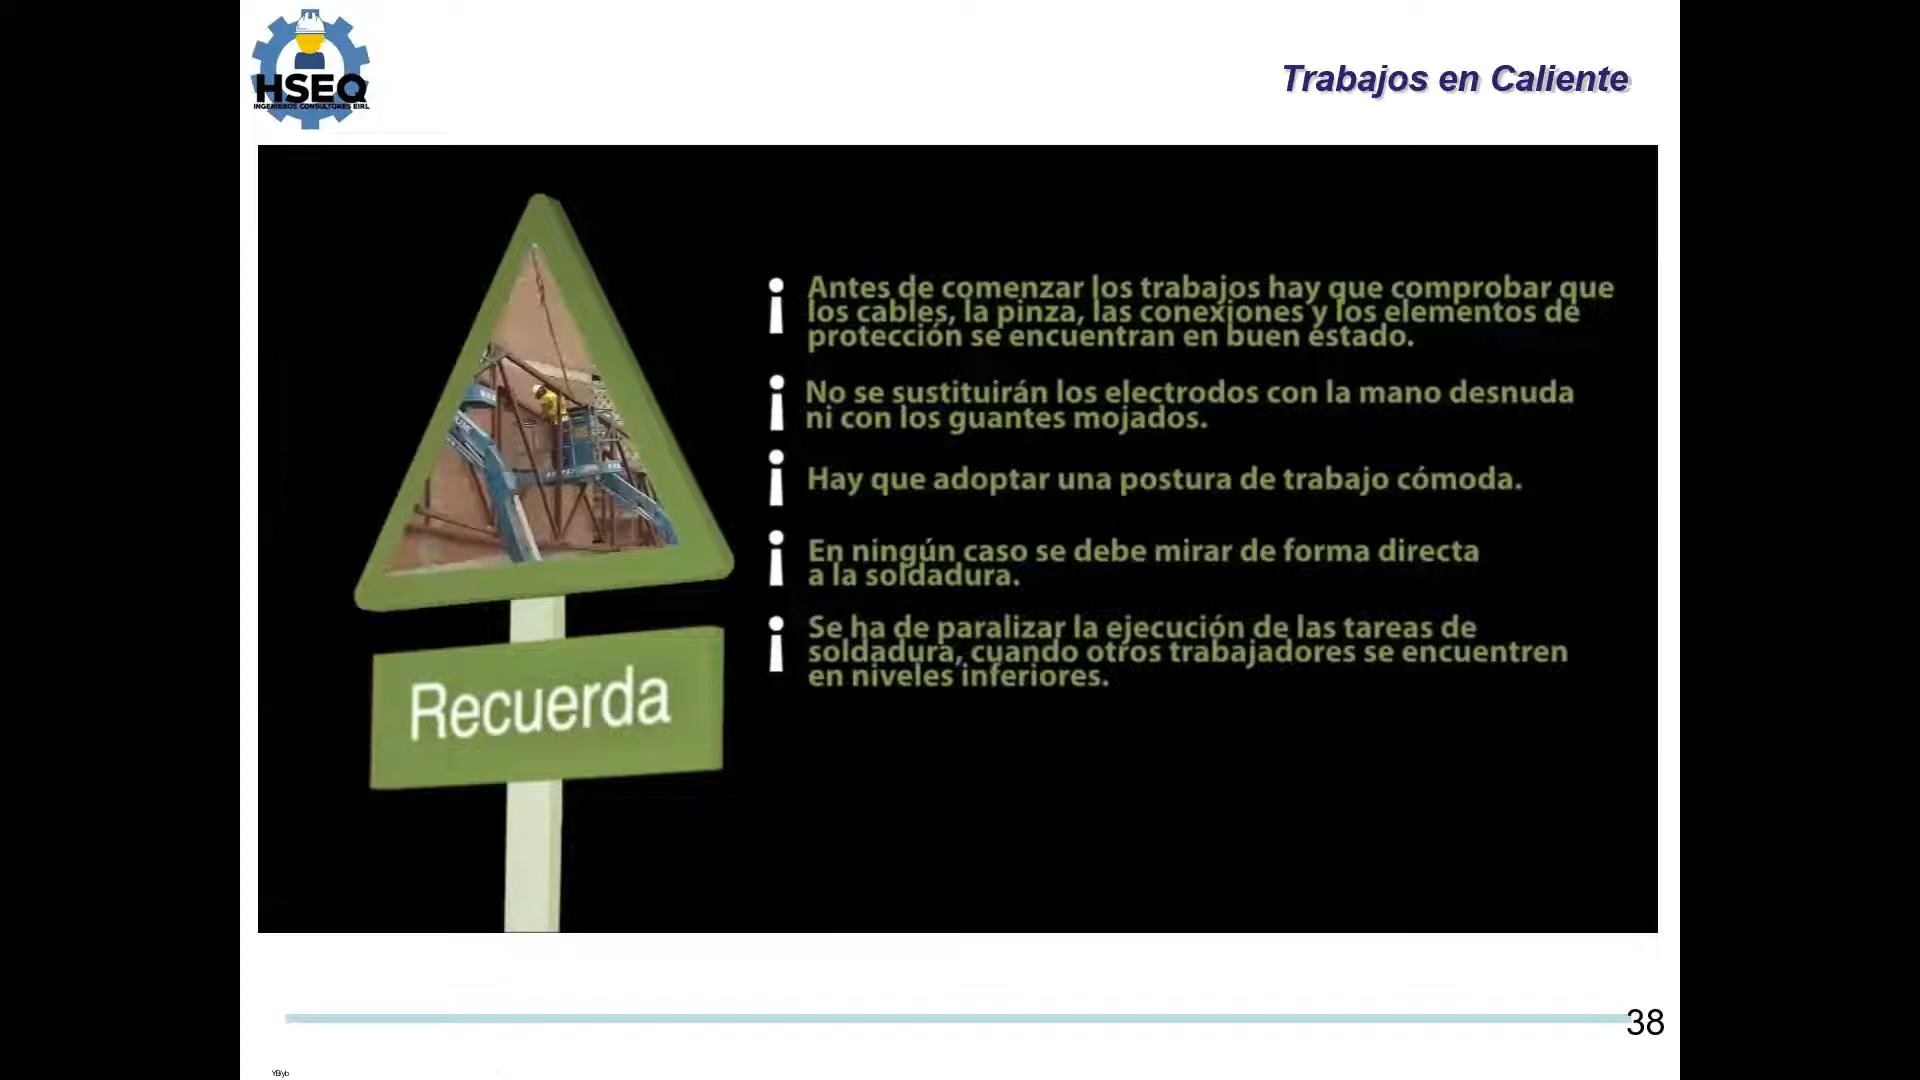 HSEQ
INGENIEROS CONSULTORES EIRL
Trabajos en Caliente
Antes de comenzar los trabajos hay que comprobar que
los cables, la pinza, las conexiones y los elementos de
protección se encuentran en buen estado.
No se sustituirán los electrodos con la mano desnuda
ni con los guantes mojados.
Hay que adoptar una postura de trabajo cómoda.
En ningún caso se debe mirar de forma directa
a la soldadura.
Se ha de paralizar la ejecución de las tareas de
soldadura, cuando otros trabajadores se encuentren
en niveles inferiores.
Recuerda
38